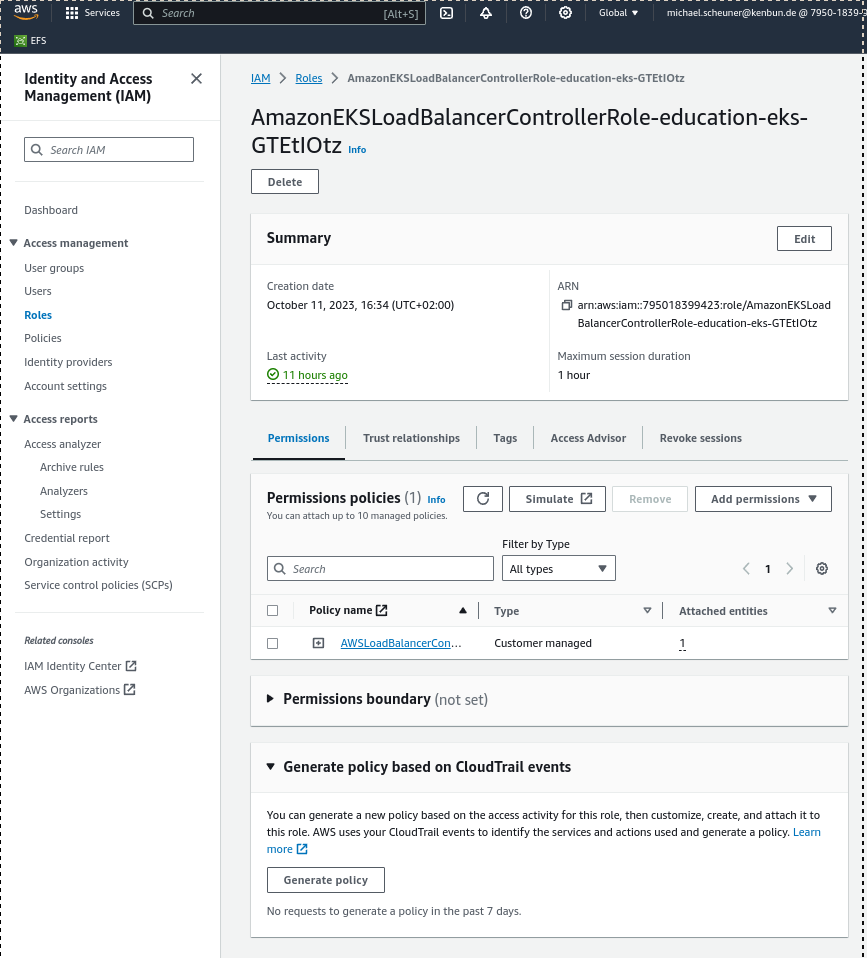 aws
Services
Search
[Alt+S]
Global
michael.scheuner@kenbun.de @ 7950-1839-
EFS
Identity and Access
Management (IAM)
Search IAM
Dashboard
Access management
User groups
Users
Roles
Policies
Identity providers
Account settings
Access reports
Access analyzer
Archive rules
Analyzers
Settings
Credential report
Organization activity
Service control policies (SCPs)
Related consoles
IAM Identity Center
AWS Organizations
IAM > Roles > AmazonEKSLoadBalancerControllerRole-education-eks-GTEtIOtz
AmazonEKSLoadBalancerControllerRole-education-eks-
GTEtIOtz Info
Delete
Summary
Edit
Creation date
October 11, 2023, 16:34 (UTC+02:00)
ARN
arn:aws:iam::795018399423:role/AmazonEKSLoad
BalancerControllerRole-education-eks-GTEtIOtz
Last activity
11 hours ago
Maximum session duration
1 hour
Permissions
Trust relationships
Tags
Access Advisor
Revoke sessions
Permissions policies (1) Info
You can attach up to 10 managed policies.
Simulate
Remove
Add permissions
Filter by Type
Search
All types
1
Policy name
Type
Attached entities
AWSLoadBalancerCon...
Customer managed
1
Permissions boundary (not set)
Generate policy based on CloudTrail events
You can generate a new policy based on the access activity for this role, then customize, create, and attach it to
this role. AWS uses your CloudTrail events to identify the services and actions used and generate a policy. Learn
more
Generate policy
No requests to generate a policy in the past 7 days.